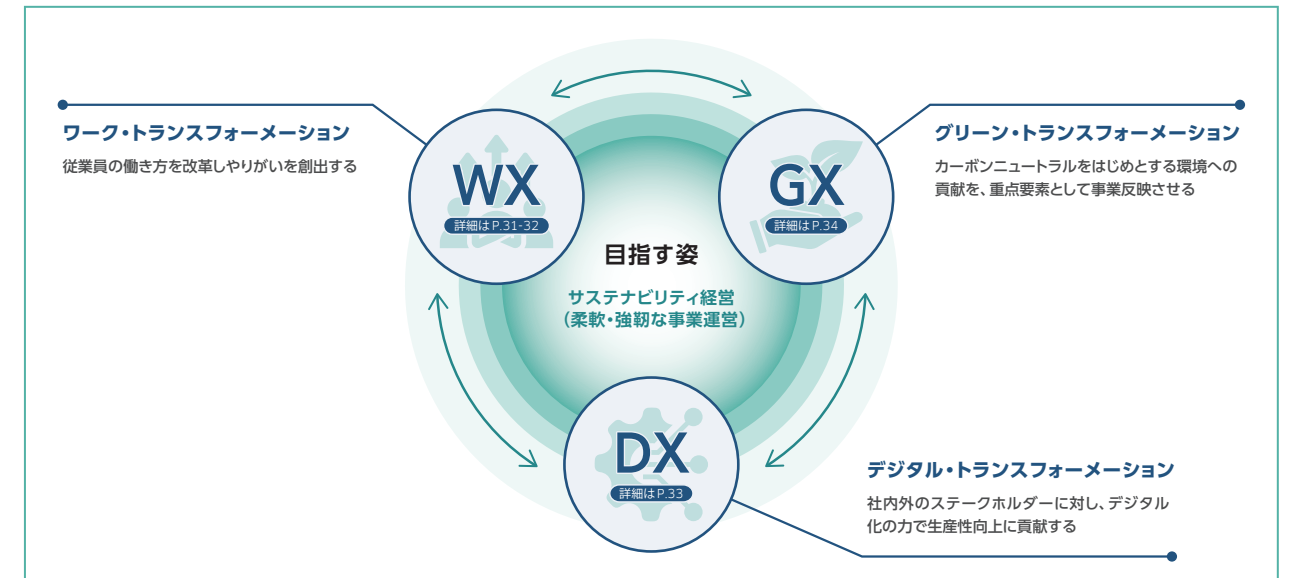 ワーク・トランスフォーメーション
従業員の働き方を改革しやりがいを創出する
WX
詳細はP.31-32
GX
詳細はP.34
グリーン・トランスフォーメーション
カーボンニュートラルをはじめとする環境への
貢献を、重点要素として事業反映させる
目指す姿
サステナビリティ経営
（柔軟・強靭な事業運営）
DX
詳細はP.33
デジタル・トランスフォーメーション
社内外のステークホルダーに対し、デジタル
化の力で生産性向上に貢献する